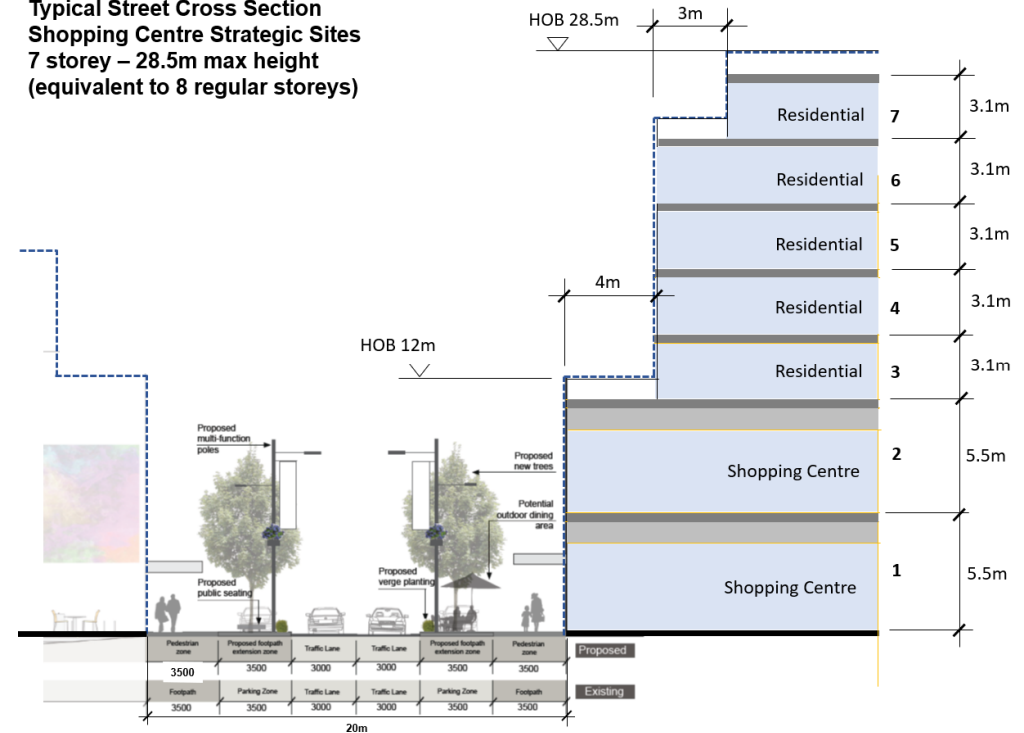 Typical Street Cross Section
Shopping Centre Strategic Sites
7 storey – 28.5m max height
(equivalent to 8 regular storeys)
HOB 28.5m
3m
Residential 7 3.1m
Residential 6 3.1m
Residential 5 3.1m
4m
Residential 4 3.1m
HOB 12m
Residential 3 3.1m
Proposed
multi-function
poles
Proposed
new trees
Shopping Centre 2 5.5m
Potential
outdoor dining
area
Proposed
public seating
Proposed
verge planting
Shopping Centre 1 5.5m
Pedestrian
zone
Proposed footpath
extension zone
Traffic Lane
Traffic Lane
Proposed footpath
extension zone
Pedestrian
zone
Proposed
3500 3500 3000 3000 3500 3500
Footpath Parking Zone Traffic Lane Traffic Lane Parking Zone Footpath Existing
3500 3500 3000 3000 3500 3500
20m